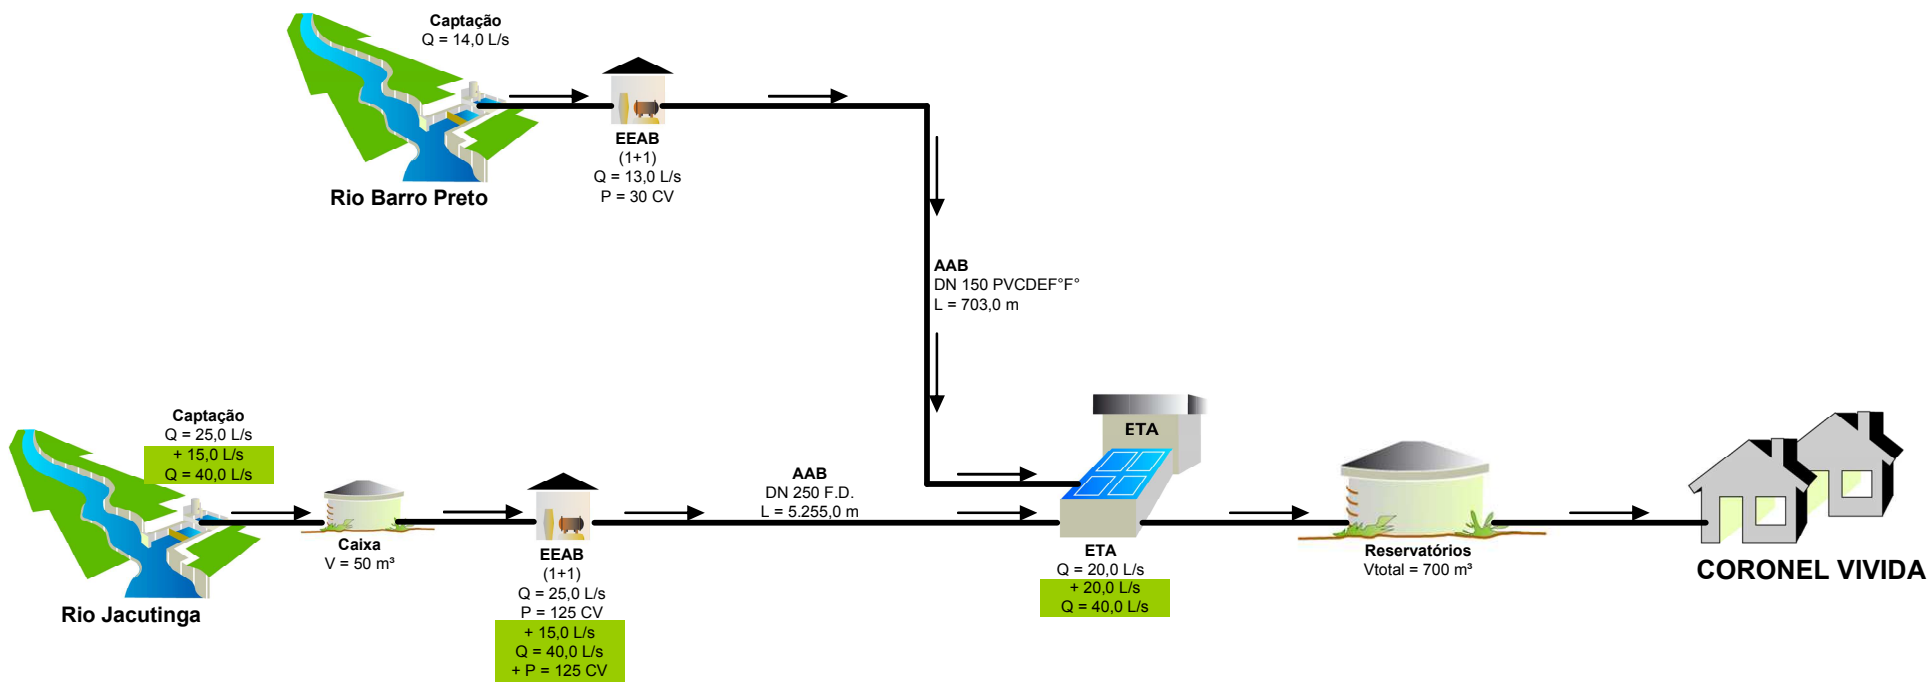 Captação
Q = 14,0 L/s
EEAB
(1+1)
Q = 13,0 L/s
P = 30 CV
Rio Barro Preto
AAB
DN 150 PVCDEF°F°
L = 703,0 m
Captação
Q = 25,0 L/s
+ 15,0 L/s
Q = 40,0 L/s
Rio Jacutinga
Caixa
V = 50 m³
EEAB
(1+1)
Q = 25,0 L/s
P = 125 CV
+ 15,0 L/s
Q = 40,0 L/s
+ P = 125 CV
AAB
DN 250 F.D.
L = 5.255,0 m
ETA
ETA
Q = 20,0 L/s
+ 20,0 L/s
Q = 40,0 L/s
Reservatórios
Vtotal = 700 m³
CORONEL VIVIDA